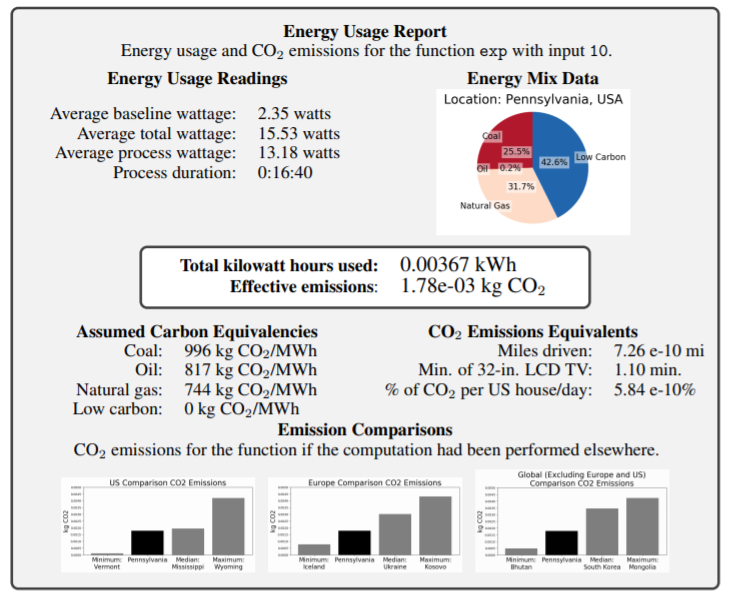 Energy Usage Report
Energy usage and CO₂ emissions for the function exp with input 10.
Energy Usage Readings
Average baseline wattage: 2.35 watts
Average total wattage: 15.53 watts
Average process wattage: 13.18 watts
Process duration: 0:16:40
Energy Mix Data
Location: Pennsylvania, USA
Coal
25.5%
Low Carbon
42.6%
Oil
0.2%
31.7%
Natural Gas
Total kilowatt hours used: 0.00367 kWh
Effective emissions: 1.78e-03 kg CO₂
Assumed Carbon Equivalencies
Coal: 996 kg CO₂/MWh
Oil: 817 kg CO₂/MWh
Natural gas: 744 kg CO₂/MWh
Low carbon: 0 kg CO₂/MWh
CO₂ Emissions Equivalents
Miles driven: 7.26 e-10 mi
Min. of 32-in. LCD TV: 1.10 min.
% of CO₂ per US house/day: 5.84 e-10%
Emission Comparisons
CO₂ emissions for the function if the computation had been performed elsewhere.
US Comparison CO2 Emissions
kg CO2
Minimum: Vermont
Pennsylvania
Median: Mississippi
Maximum: Wyoming
Europe Comparison CO2 Emissions
kg CO2
Minimum: Iceland
Pennsylvania
Median: Ukraine
Maximum: Kosovo
Global (Excluding Europe and US)
Comparison CO2 Emissions
kg CO2
Minimum: Bhutan
Pennsylvania
Median: South Korea
Maximum: Mongolia